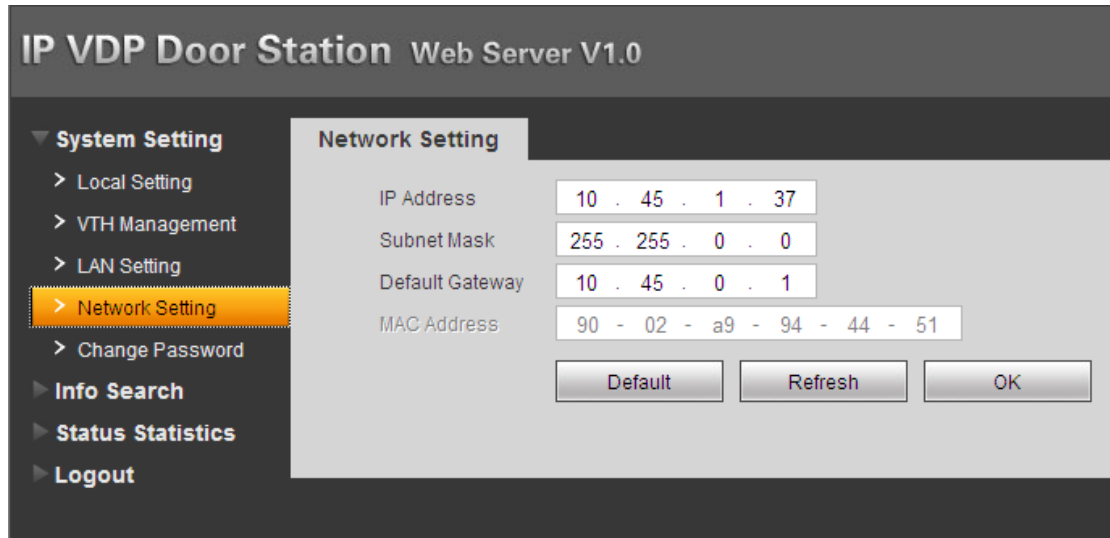 IP VDP Door Station Web Server V1.0
System Setting
> Local Setting
> VTH Management
> LAN Setting
> Network Setting
> Change Password
Info Search
Status Statistics
Logout
Network Setting
IP Address 10 . 45 . 1 . 37
Subnet Mask 255 . 255 . 0 . 0
Default Gateway 10 . 45 . 0 . 1
MAC Address 90 - 02 - a9 - 94 - 44 - 51
Default Refresh OK